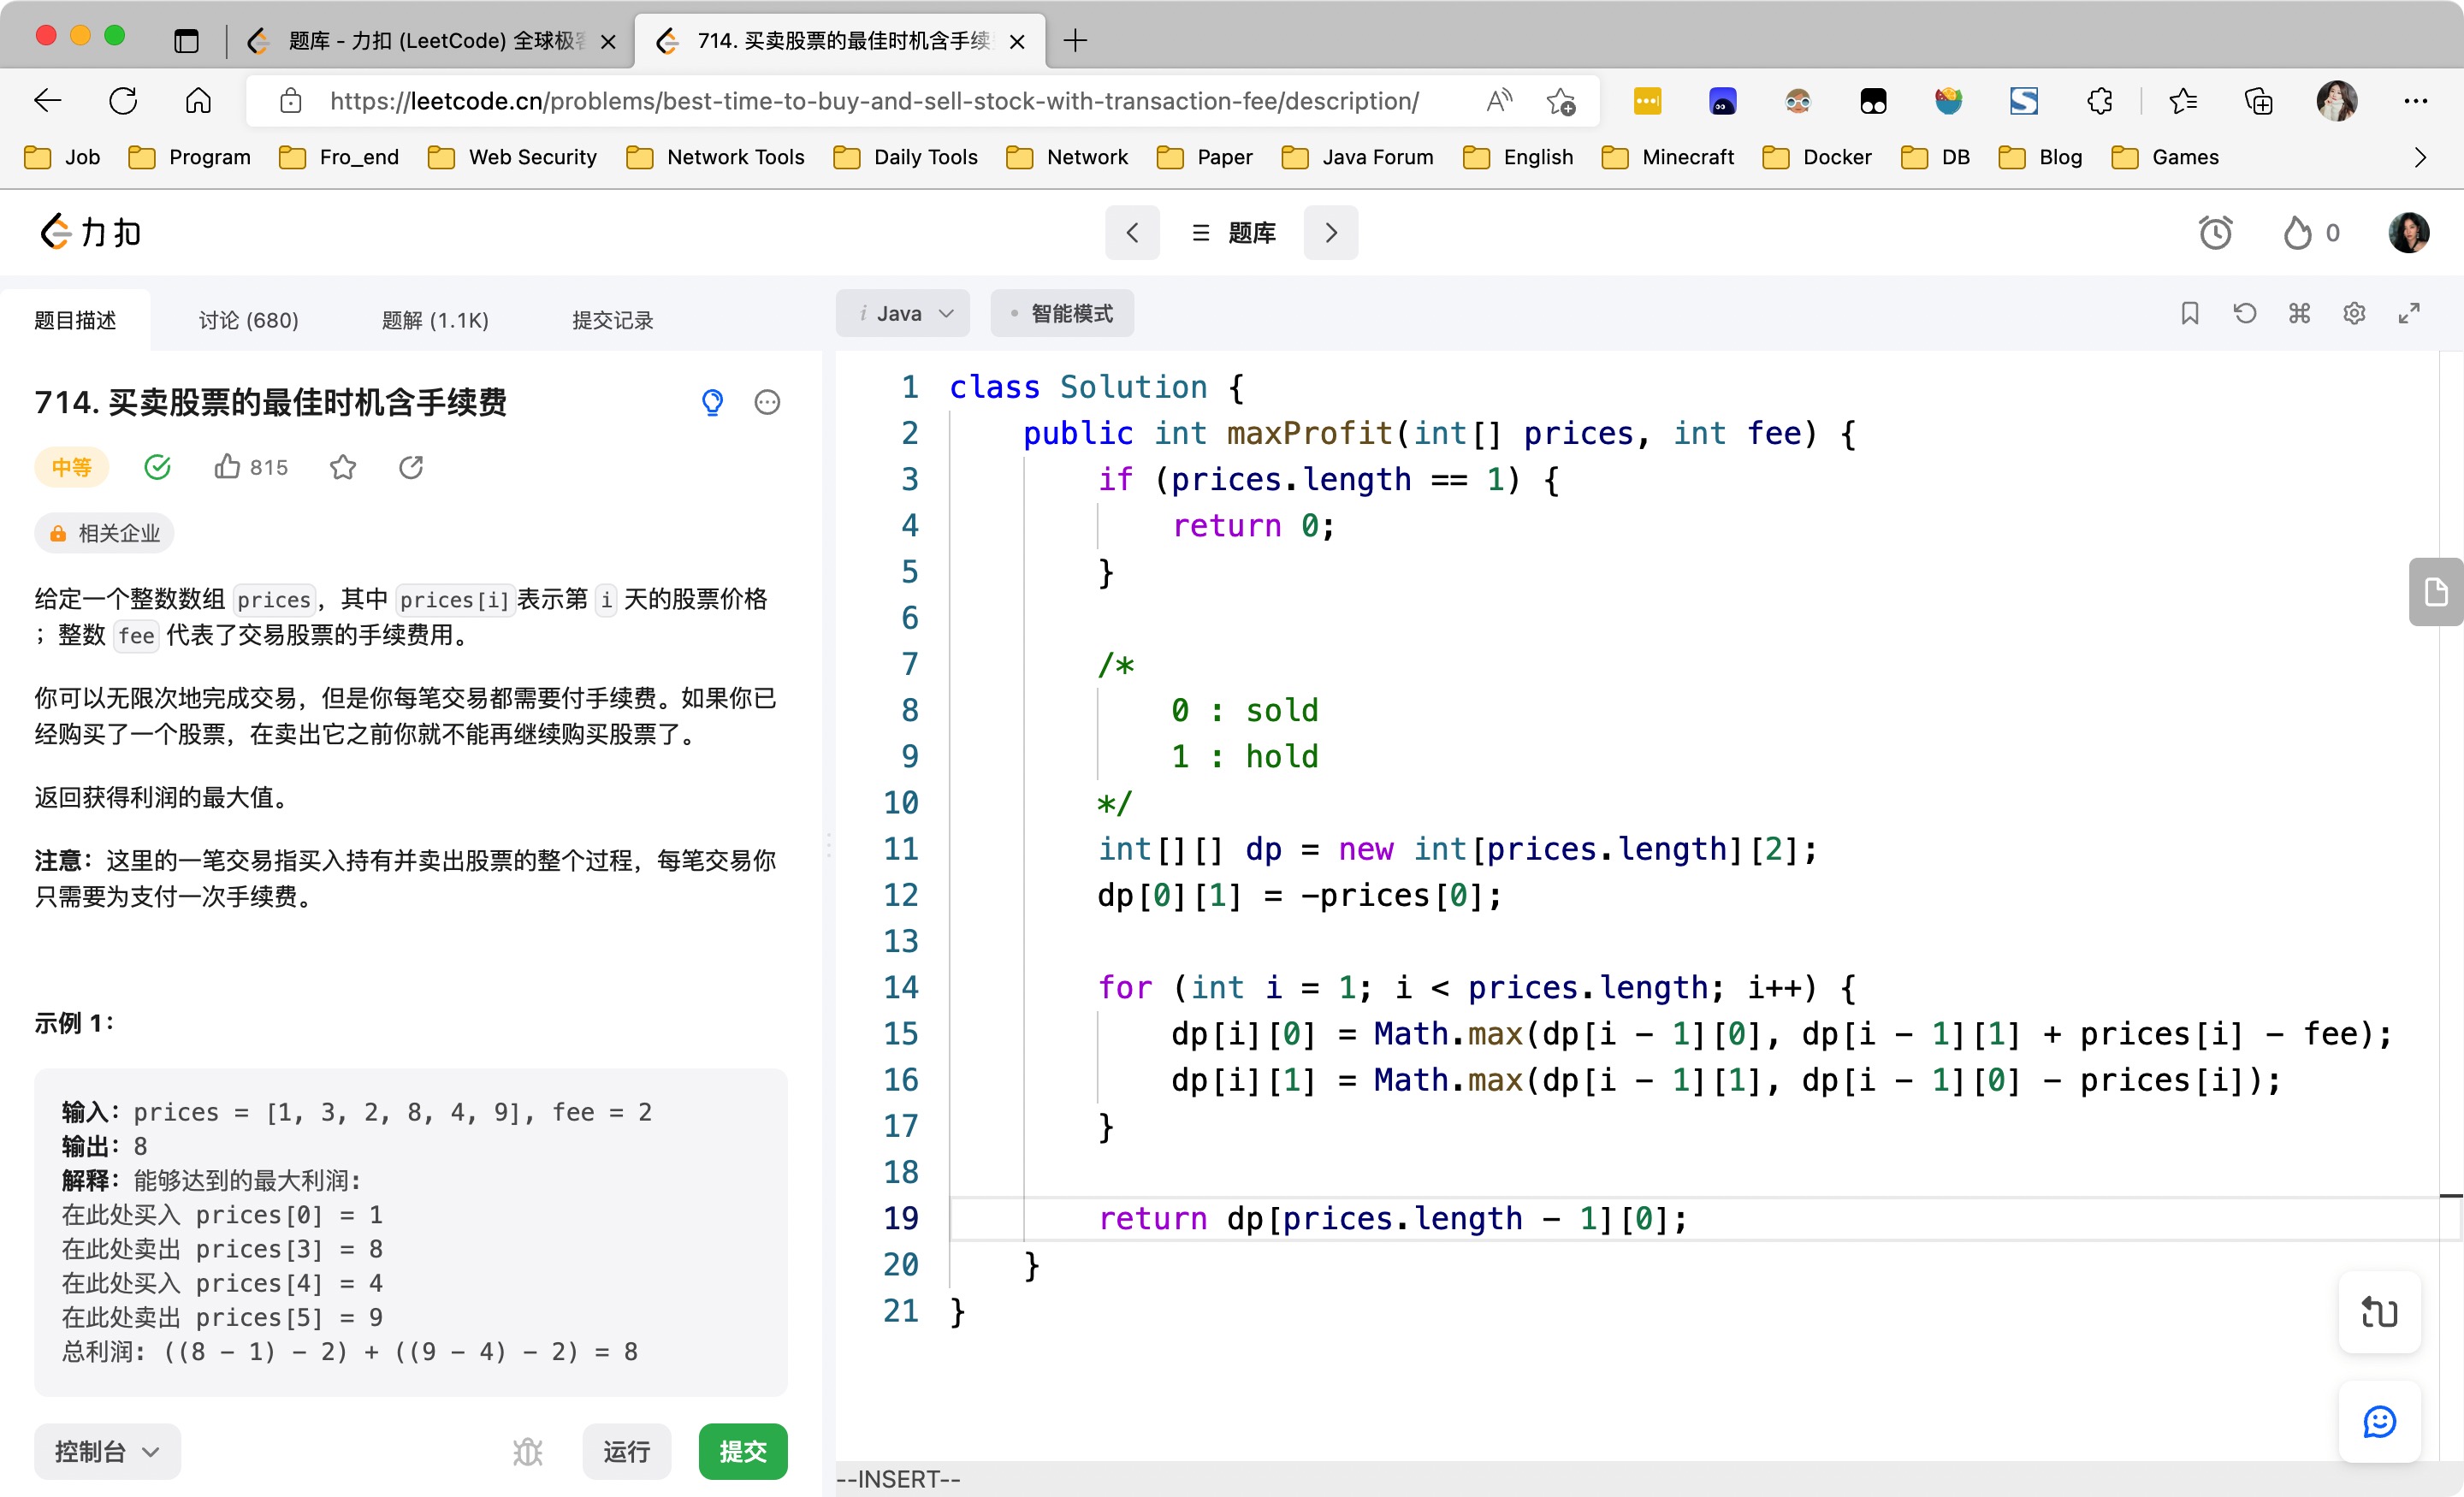 题库 - 力扣 (LeetCode) 全球极客
714. 买卖股票的最佳时机含手续
https://leetcode.cn/problems/best-time-to-buy-and-sell-stock-with-transaction-fee/description/
Job Program Fro_end Web Security Network Tools Daily Tools Network Paper Java Forum English Minecraft Docker DB Blog Games
力扣
题库
0
题目描述 讨论 (680) 题解 (1.1K) 提交记录
714. 买卖股票的最佳时机含手续费
中等 815
相关企业
给定一个整数数组 prices，其中 prices[i]表示第 i 天的股票价格
；整数 fee 代表了交易股票的手续费用。
你可以无限次地完成交易，但是你每笔交易都需要付手续费。如果你已
经购买了一个股票，在卖出它之前你就不能再继续购买股票了。
返回获得利润的最大值。
注意：这里的一笔交易指买入持有并卖出股票的整个过程，每笔交易你
只需要为支付一次手续费。
示例 1：
输入：prices = [1, 3, 2, 8, 4, 9], fee = 2
输出：8
解释：能够达到的最大利润:
在此处买入 prices[0] = 1
在此处卖出 prices[3] = 8
在此处买入 prices[4] = 4
在此处卖出 prices[5] = 9
总利润: ((8 - 1) - 2) + ((9 - 4) - 2) = 8
控制台 运行 提交
i Java 智能模式
1 class Solution {
2 public int maxProfit(int[] prices, int fee) {
3 if (prices.length == 1) {
4 return 0;
5 }
6
7 /*
8 0 : sold
9 1 : hold
10 */
11 int[][] dp = new int[prices.length][2];
12 dp[0][1] = -prices[0];
13
14 for (int i = 1; i < prices.length; i++) {
15 dp[i][0] = Math.max(dp[i - 1][0], dp[i - 1][1] + prices[i] - fee);
16 dp[i][1] = Math.max(dp[i - 1][1], dp[i - 1][0] - prices[i]);
17 }
18
19 return dp[prices.length - 1][0];
20 }
21 }
--INSERT--